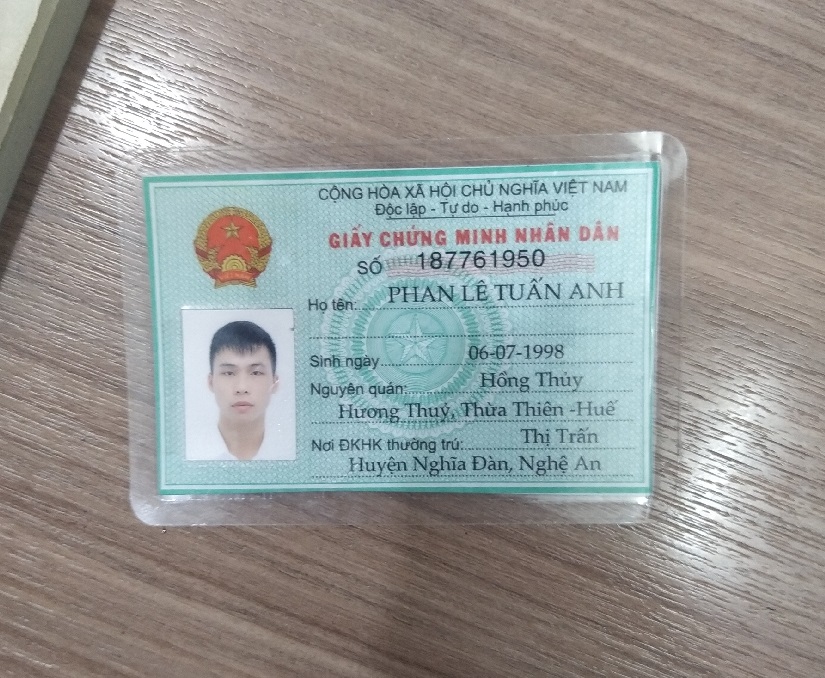 CỘNG HÒA XÃ HỘI CHỦ NGHĨA VIỆT NAM
Độc lập - Tự do - Hạnh phúc
GIẤY CHỨNG MINH NHÂN DÂN
SỐ 187761950
Họ tên: PHAN LÊ TUẤN ANH
Sinh ngày 06-07-1998
Nguyên quán: Hồng Thủy
Hương Thuỷ, Thừa Thiên -Huế
Nơi ĐKHK thường trú: Thị Trấn
Huyện Nghĩa Đàn, Nghệ An
VIỆT NAM